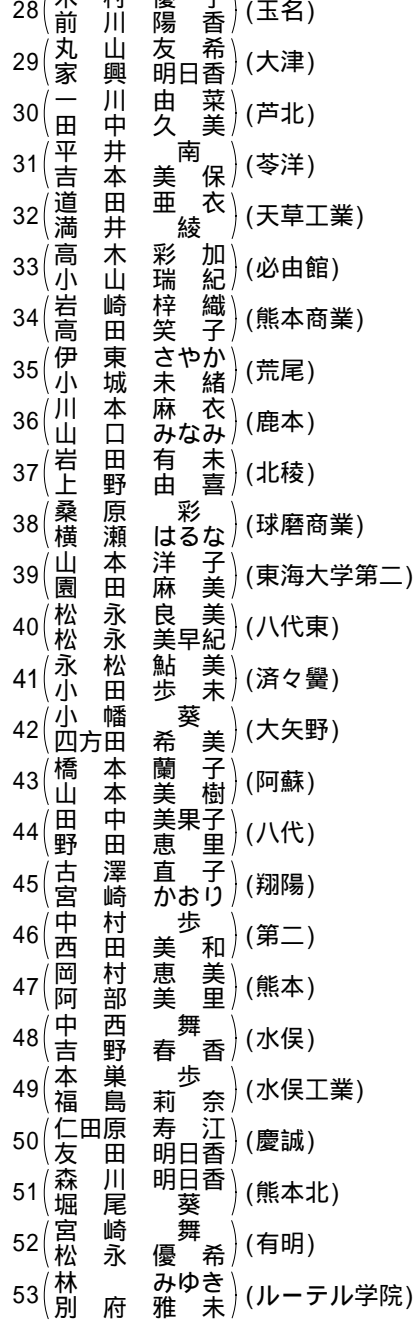 28 前川陽香 (玉名)
29 丸山友希 (大津)
家興明日香
30 一川由菜 (芦北)
田中久美
31 平井南 (苓洋)
吉本美保
32 道田亜衣 (天草工業)
満井綾
33 高木彩加 (必由館)
小山瑞紀
34 岩崎梓織 (熊本商業)
高田笑子
35 伊東さやか (荒尾)
小城未緒
36 川本麻衣 (鹿本)
山口みなみ
37 岩田有未 (北稜)
上野由喜
38 桑原彩 (球磨商業)
横瀬はるな
39 山本洋子 (東海大学第二)
園田麻美
40 松永良美 (八代東)
松永美早紀
41 永松鮎美 (済々黌)
小田歩未
42 小幡葵 (大矢野)
四方田希美
43 橋本蘭子 (阿蘇)
山本美樹
44 田中美果子 (八代)
野田恵里
45 古澤直子 (翔陽)
宮崎かおり
46 中村歩 (第二)
西田美和
47 岡村恵美 (熊本)
阿部美里
48 中西舞 (水俣)
吉野春香
49 本巣歩 (水俣工業)
福島莉奈
50 仁田原寿江 (慶誠)
友田明日香
51 森川明日香 (熊本北)
堀尾葵
52 宮崎舞 (有明)
松永優希
53 林みゆき (ルーテル学院)
別府雅未